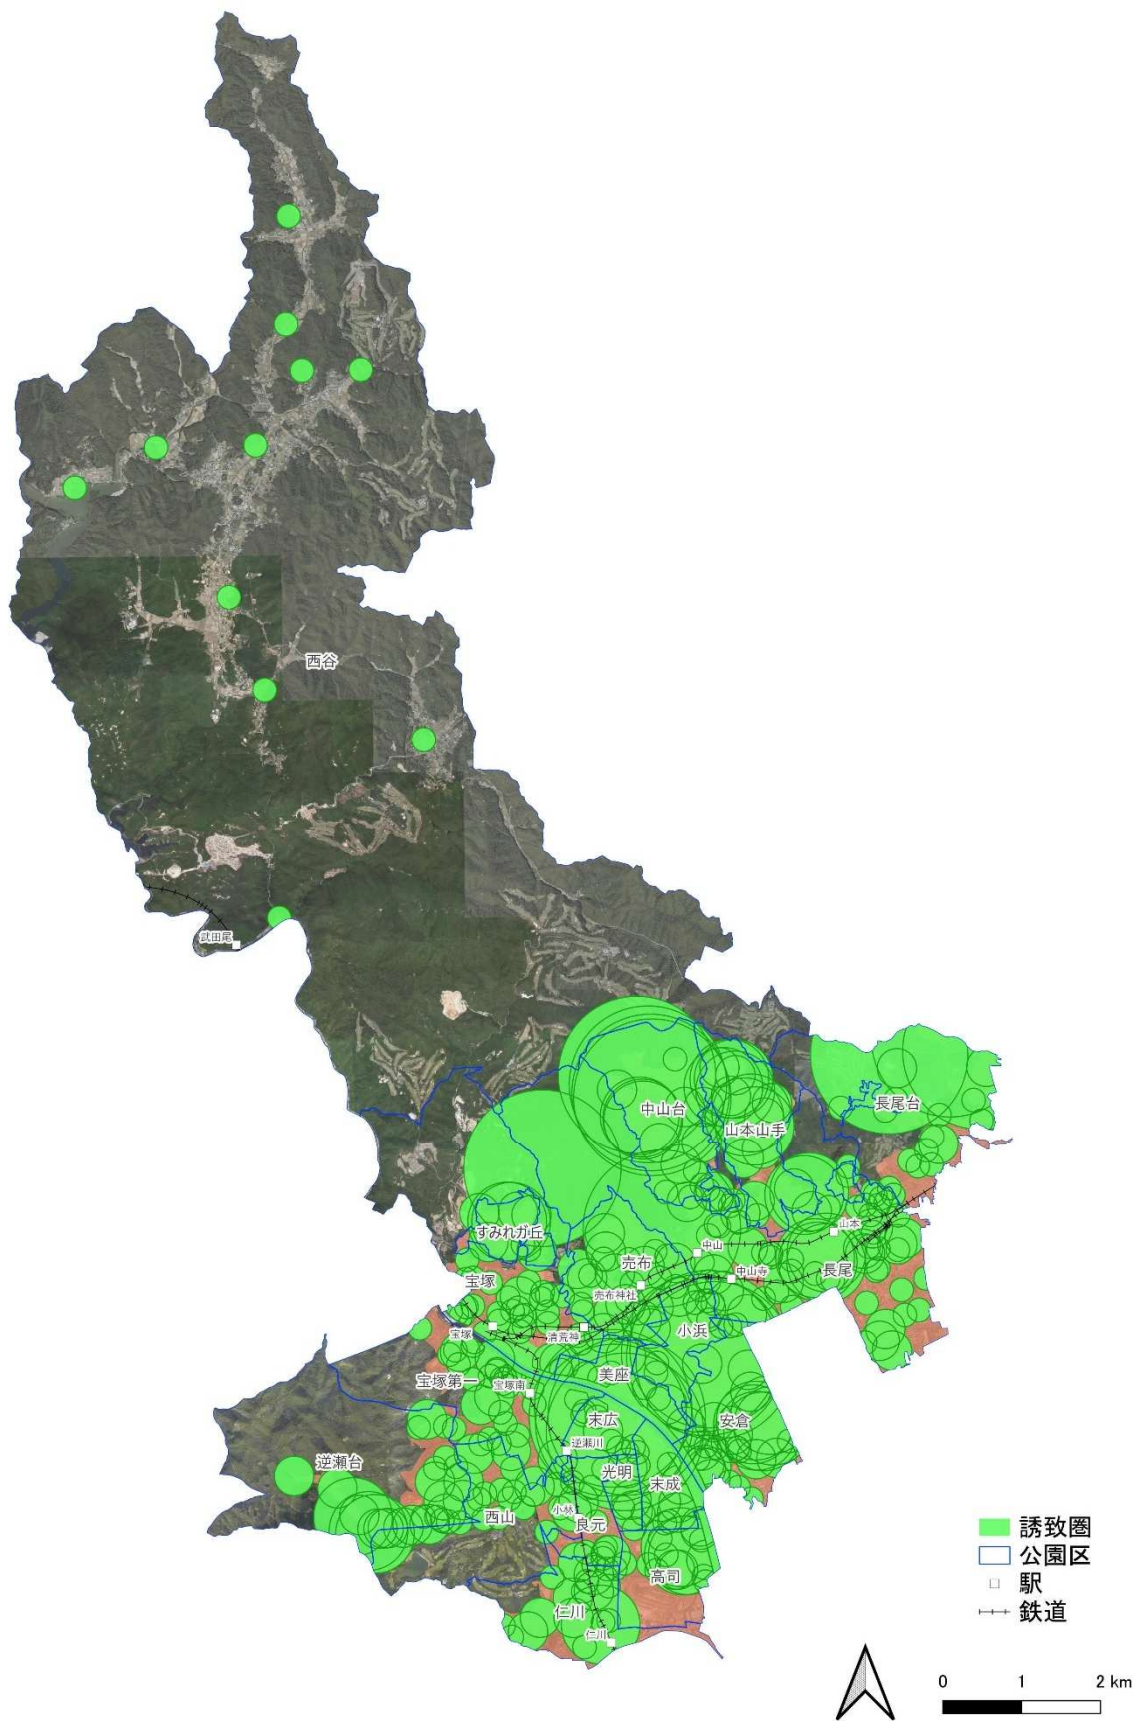 西谷
武田尾
中山台
長尾台
山本山手
すみれガ丘
山本
中山
売布
中山寺
長尾
宝塚
売布神社
小浜
宝塚
清荒神
美座
宝塚第一
宝塚南
末広
安倉
逆瀬川
逆瀬台
光明
末成
小林
西山
良元
高司
仁川
仁川
誘致圏
公園区
駅
鉄道
0 1 2 km